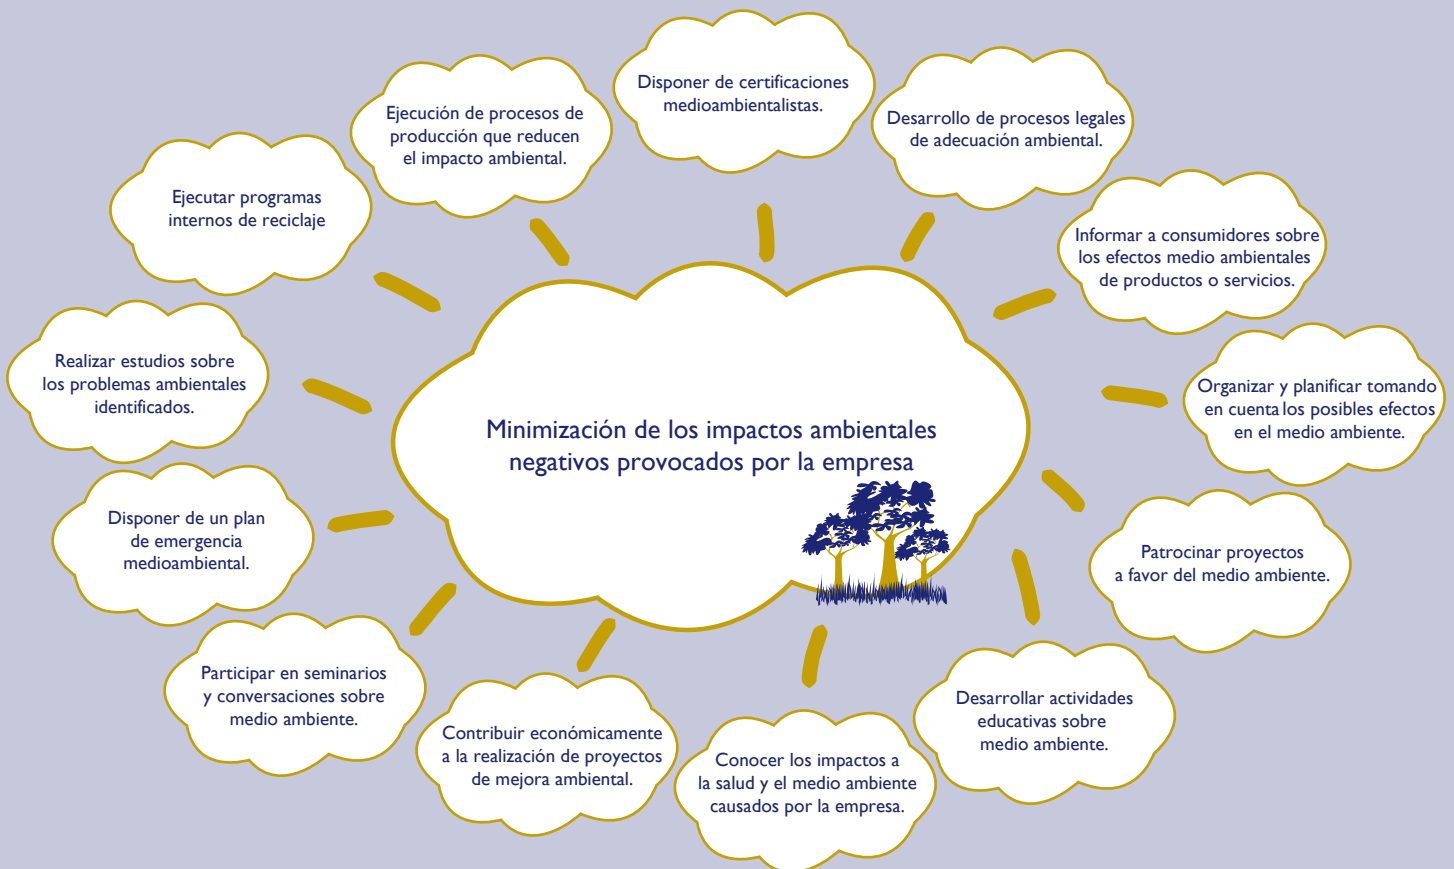 Disponer de certificaciones
medioambientalistas.
Ejecución de procesos de
producción que reducen
el impacto ambiental.
Desarrollo de procesos legales
de adecuación ambiental.
Ejecutar programas
internos de reciclaje
Informar a consumidores sobre
los efectos medio ambientales
de productos o servicios.
Realizar estudios sobre
los problemas ambientales
identificados.
Organizar y planificar tomando
en cuenta los posibles efectos
en el medio ambiente.
Minimización de los impactos ambientales
negativos provocados por la empresa
Disponer de un plan
de emergencia
medioambiental.
Patrocinar proyectos
a favor del medio ambiente.
Participar en seminarios
y conversaciones sobre
medio ambiente.
Desarrollar actividades
educativas sobre
medio ambiente.
Contribuir económicamente
a la realización de proyectos
de mejora ambiental.
Conocer los impactos a
la salud y el medio ambiente
causados por la empresa.